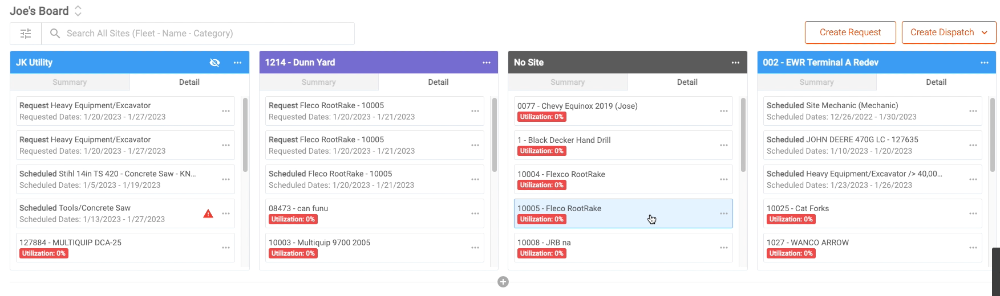 Joe's Board
Search All Sites (Fleet - Name - Category)
Create Request
Create Dispatch
JK Utility
Summary
Detail
Request Heavy Equipment/Excavator
Requested Dates: 1/20/2023 - 1/27/2023
Request Heavy Equipment/Excavator
Requested Dates: 1/20/2023 - 1/27/2023
Scheduled Stihl 14in TS 420 - Concrete Saw - KN...
Scheduled Dates: 1/5/2023 - 1/19/2023
Scheduled Tools/Concrete Saw
Scheduled Dates: 1/13/2023 - 1/27/2023
127884 - MULTIQUIP DCA-25
Utilization: 0%
1214 - Dunn Yard
Summary
Detail
Request Fleco RootRake - 10005
Requested Dates: 1/20/2023 - 1/21/2023
Request Fleco RootRake - 10005
Requested Dates: 1/20/2023 - 1/21/2023
Scheduled Fleco RootRake - 10005
Scheduled Dates: 1/20/2023 - 1/21/2023
08473 - can funu
Utilization: 0%
10003 - Multiquip 9700 2005
Utilization: 0%
No Site
Summary
Detail
0077 - Chevy Equinox 2019 (Jose)
Utilization: 0%
1 - Black Decker Hand Drill
Utilization: 0%
10004 - Flexco RootRake
Utilization: 0%
10005 - Fleco RootRake
Utilization: 0%
10008 - JRB na
Utilization: 0%
002 - EWR Terminal A Redev
Summary
Detail
Scheduled Site Mechanic (Mechanic)
Scheduled Dates: 12/26/2022 - 1/30/2023
Scheduled JOHN DEERE 470G LC - 127635
Scheduled Dates: 1/10/2023 - 1/20/2023
Scheduled Heavy Equipment/Excavator /> 40,00...
Scheduled Dates: 1/23/2023 - 1/26/2023
10025 - Cat Forks
Utilization: 0%
1027 - WANCO ARROW
Utilization: 0%